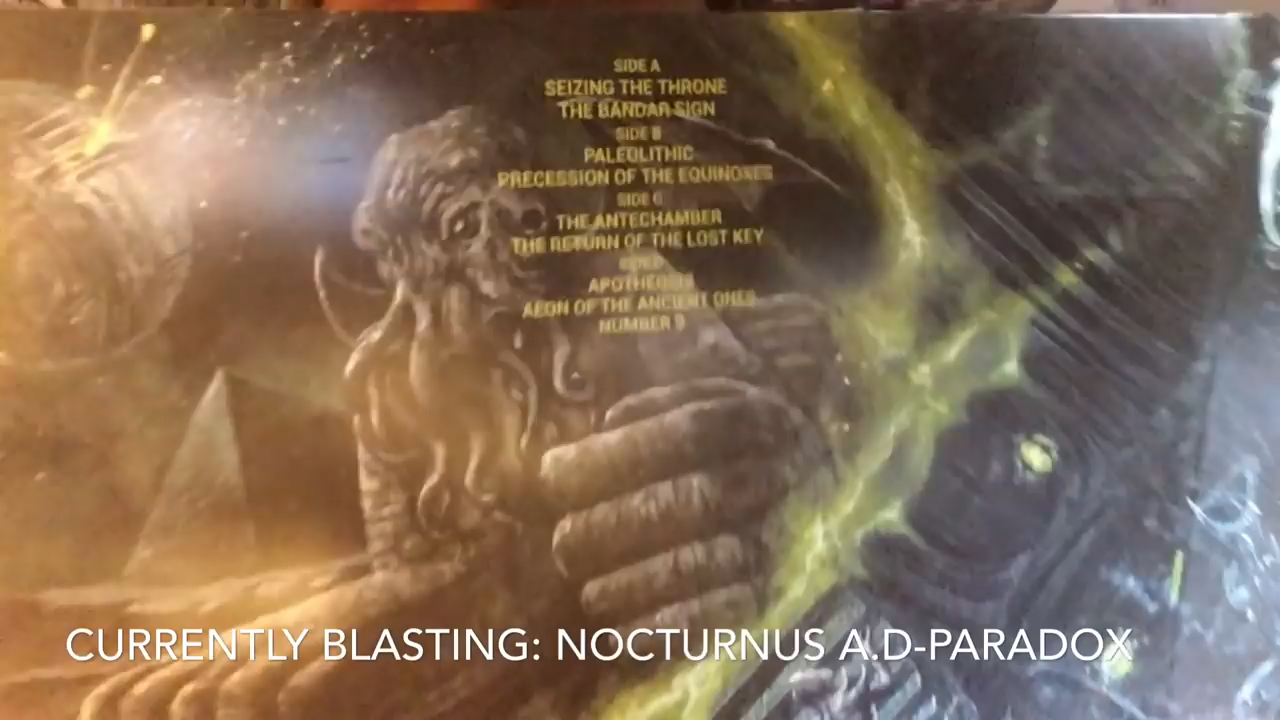 SIDE A
SEIZING THE THRONE
THE BANDAR SIGN
SIDE B
PALEOLITHIC
PRECESSION OF THE EQUINOXES
SIDE C
THE ANTECHAMBER
THE RETURN OF THE LOST KEY
APOTHEOSIS
AEON OF THE ANCIENT ONES
NUMBER 9
CURRENTLY BLASTING: NOCTURNUS A.D-PARADOX